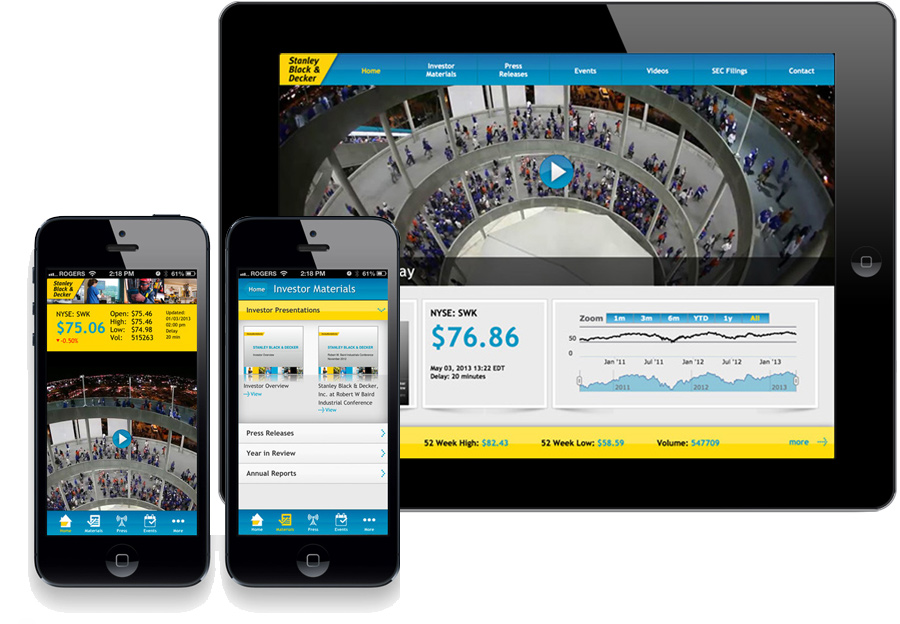 Stanley
Black &
Decker
Home
Investor
Materials
Press
Releases
Events
Videos
SEC Filings
Contact
ay
NYSE: SWK
$76.86
May 03, 2013 13:22 EDT
Delay: 20 minutes
Zoom 1m 3m 6m YTD 1y All
50
0
Jan '11 Jul '11 Jan '12 Jul '12 Jan '13
2011 2012 2013
52 Week High: $82.43 52 Week Low: $58.59 Volume: 547709 more
ROGERS 2:18 PM 61%
Stanley
Black &
Decker
NYSE: SWK
$75.06
-0.50%
Open: $75.46
High: $75.46
Low: $74.98
Vol: 515263
Updated:
01/03/2013
02:00 pm
Delay
20 min
Home Materials Press Events More
ROGERS 2:18 PM 61%
Home Investor Materials
Investor Presentations
STANLEY BLACK & DECKER
Investor Overview
STANLEY BLACK & DECKER
Investor Overview
View
Stanley Black & Decker,
Inc. at Robert W Baird
Industrial Conference
View
Press Releases
Year in Review
Annual Reports
Home Materials Press Events More